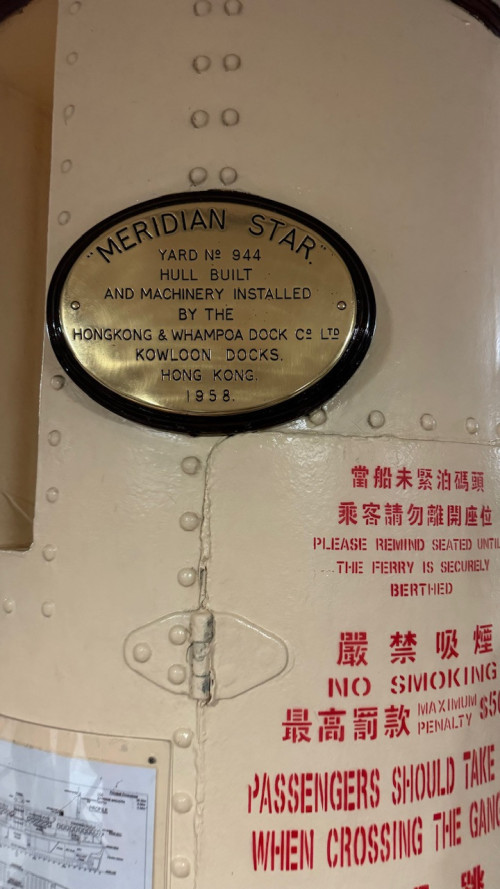 "MERIDIAN STAR."
YARD Nº 944
HULL BUILT
AND MACHINERY INSTALLED
BY THE
HONGKONG & WHAMPOA DOCK Cº LTD
KOWLOON DOCKS.
HONG KONG.
1958.
當船未緊泊碼頭
乘客請勿離開座位
PLEASE REMIND SEATED UNTIL
THE FERRY IS SECURELY
BERTHED
嚴禁吸煙
NO SMOKING
最高罰款 MAXIMUM PENALTY
PASSENGERS SHOULD TAKE
WHEN CROSSING THE